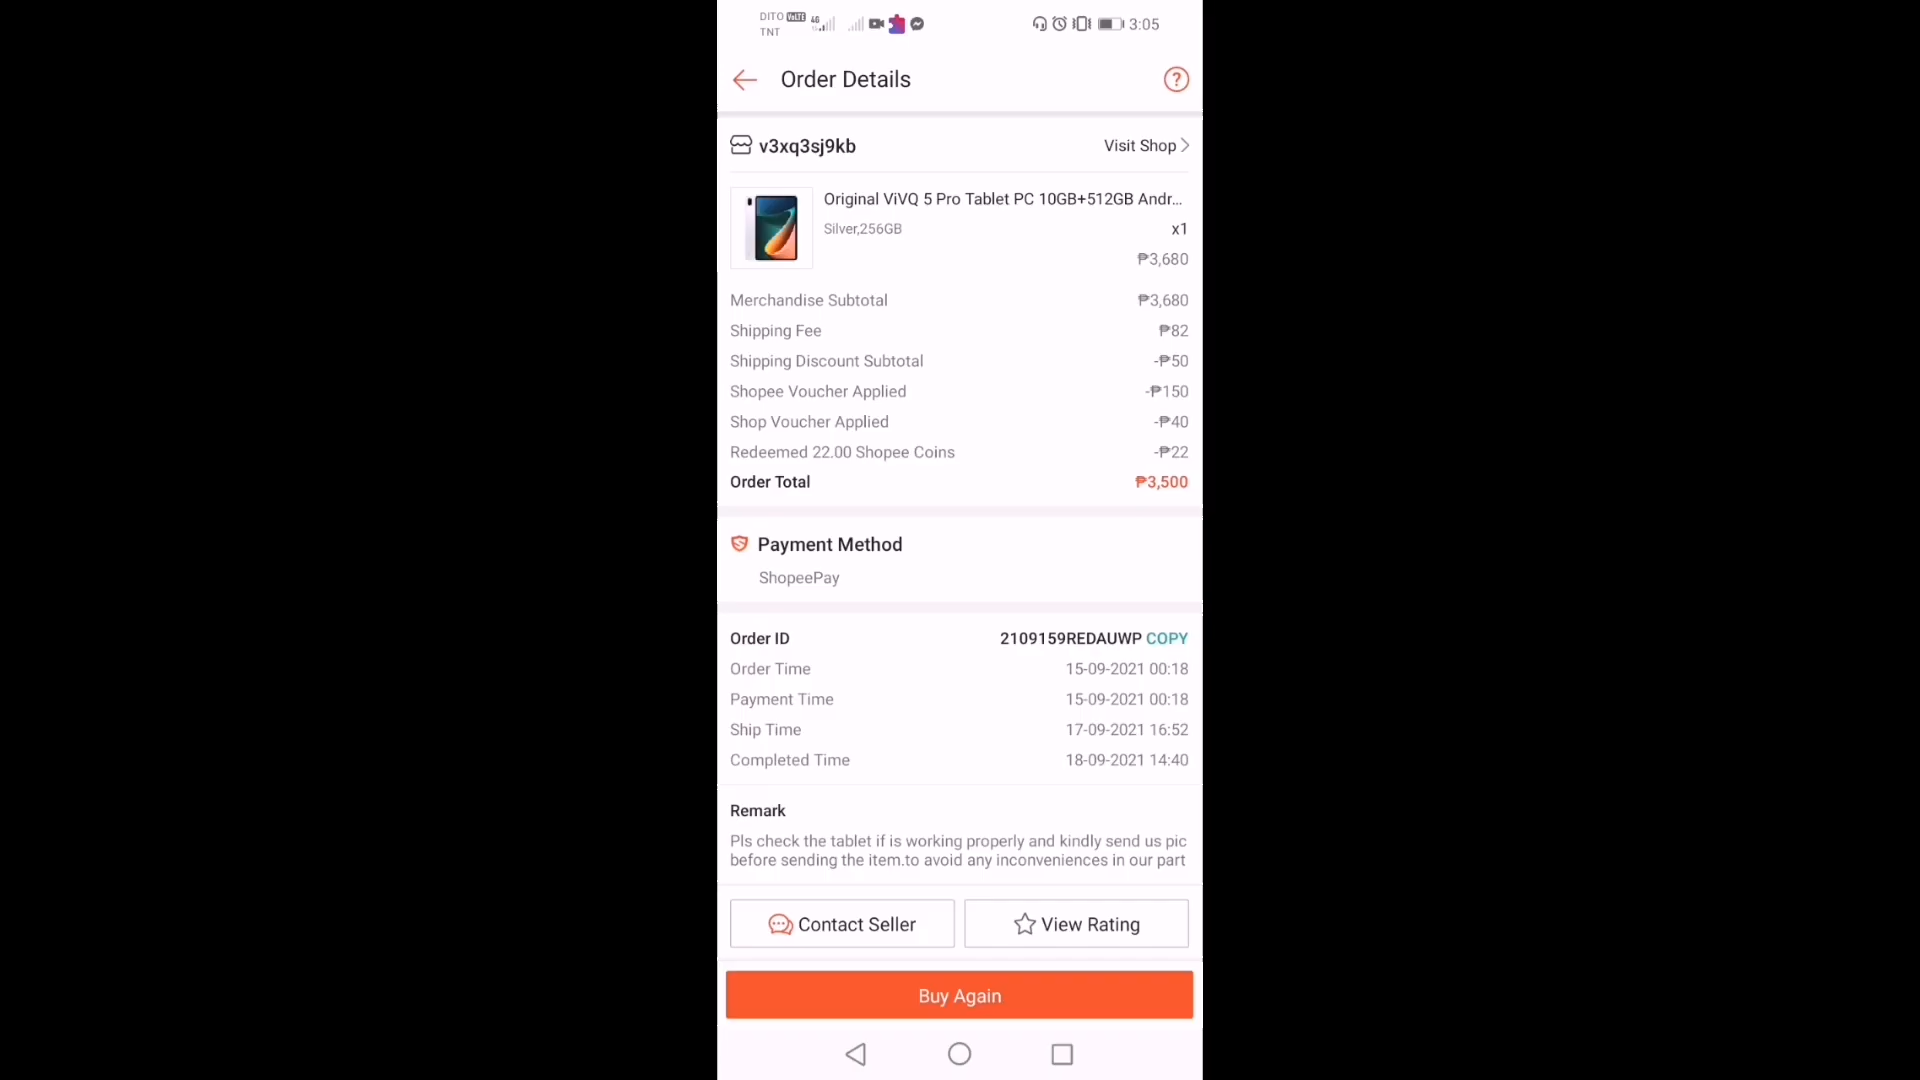 DITO VoLTE 4G 3:05
TNT
Order Details
v3xq3sj9kb Visit Shop
Original ViVQ 5 Pro Tablet PC 10GB+512GB Andr...
Silver,256GB x1
₱3,680
Merchandise Subtotal ₱3,680
Shipping Fee ₱82
Shipping Discount Subtotal -₱50
Shopee Voucher Applied -₱150
Shop Voucher Applied -₱40
Redeemed 22.00 Shopee Coins -₱22
Order Total ₱3,500
Payment Method
ShopeePay
Order ID 2109159REDAUWP COPY
Order Time 15-09-2021 00:18
Payment Time 15-09-2021 00:18
Ship Time 17-09-2021 16:52
Completed Time 18-09-2021 14:40
Remark
Pls check the tablet if is working properly and kindly send us pic
before sending the item.to avoid any inconveniences in our part
Contact Seller View Rating
Buy Again